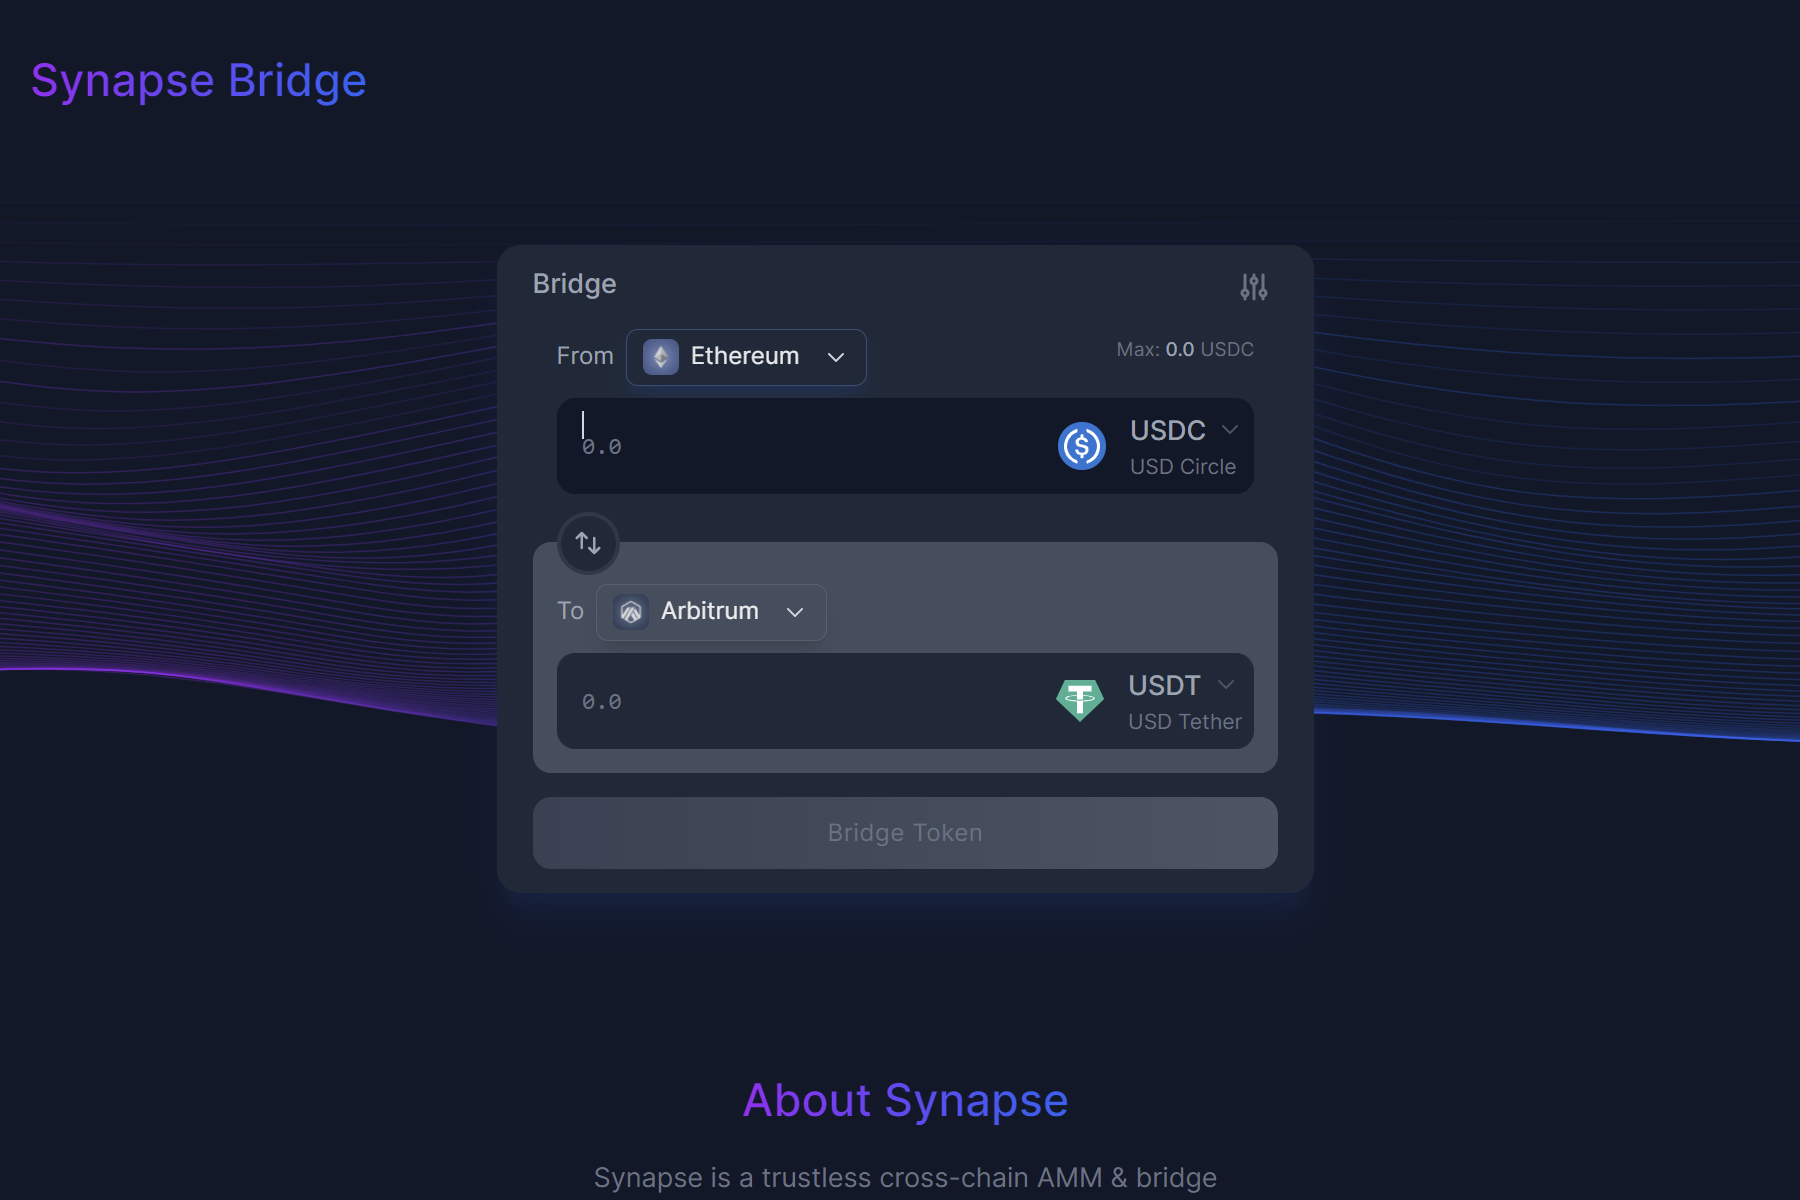 Synapse Bridge
Bridge
From Ethereum
Max: 0.0 USDC
0.0
USDC
USD Circle
To Arbitrum
0.0
USDT
USD Tether
Bridge Token
About Synapse
Synapse is a trustless cross-chain AMM & bridge